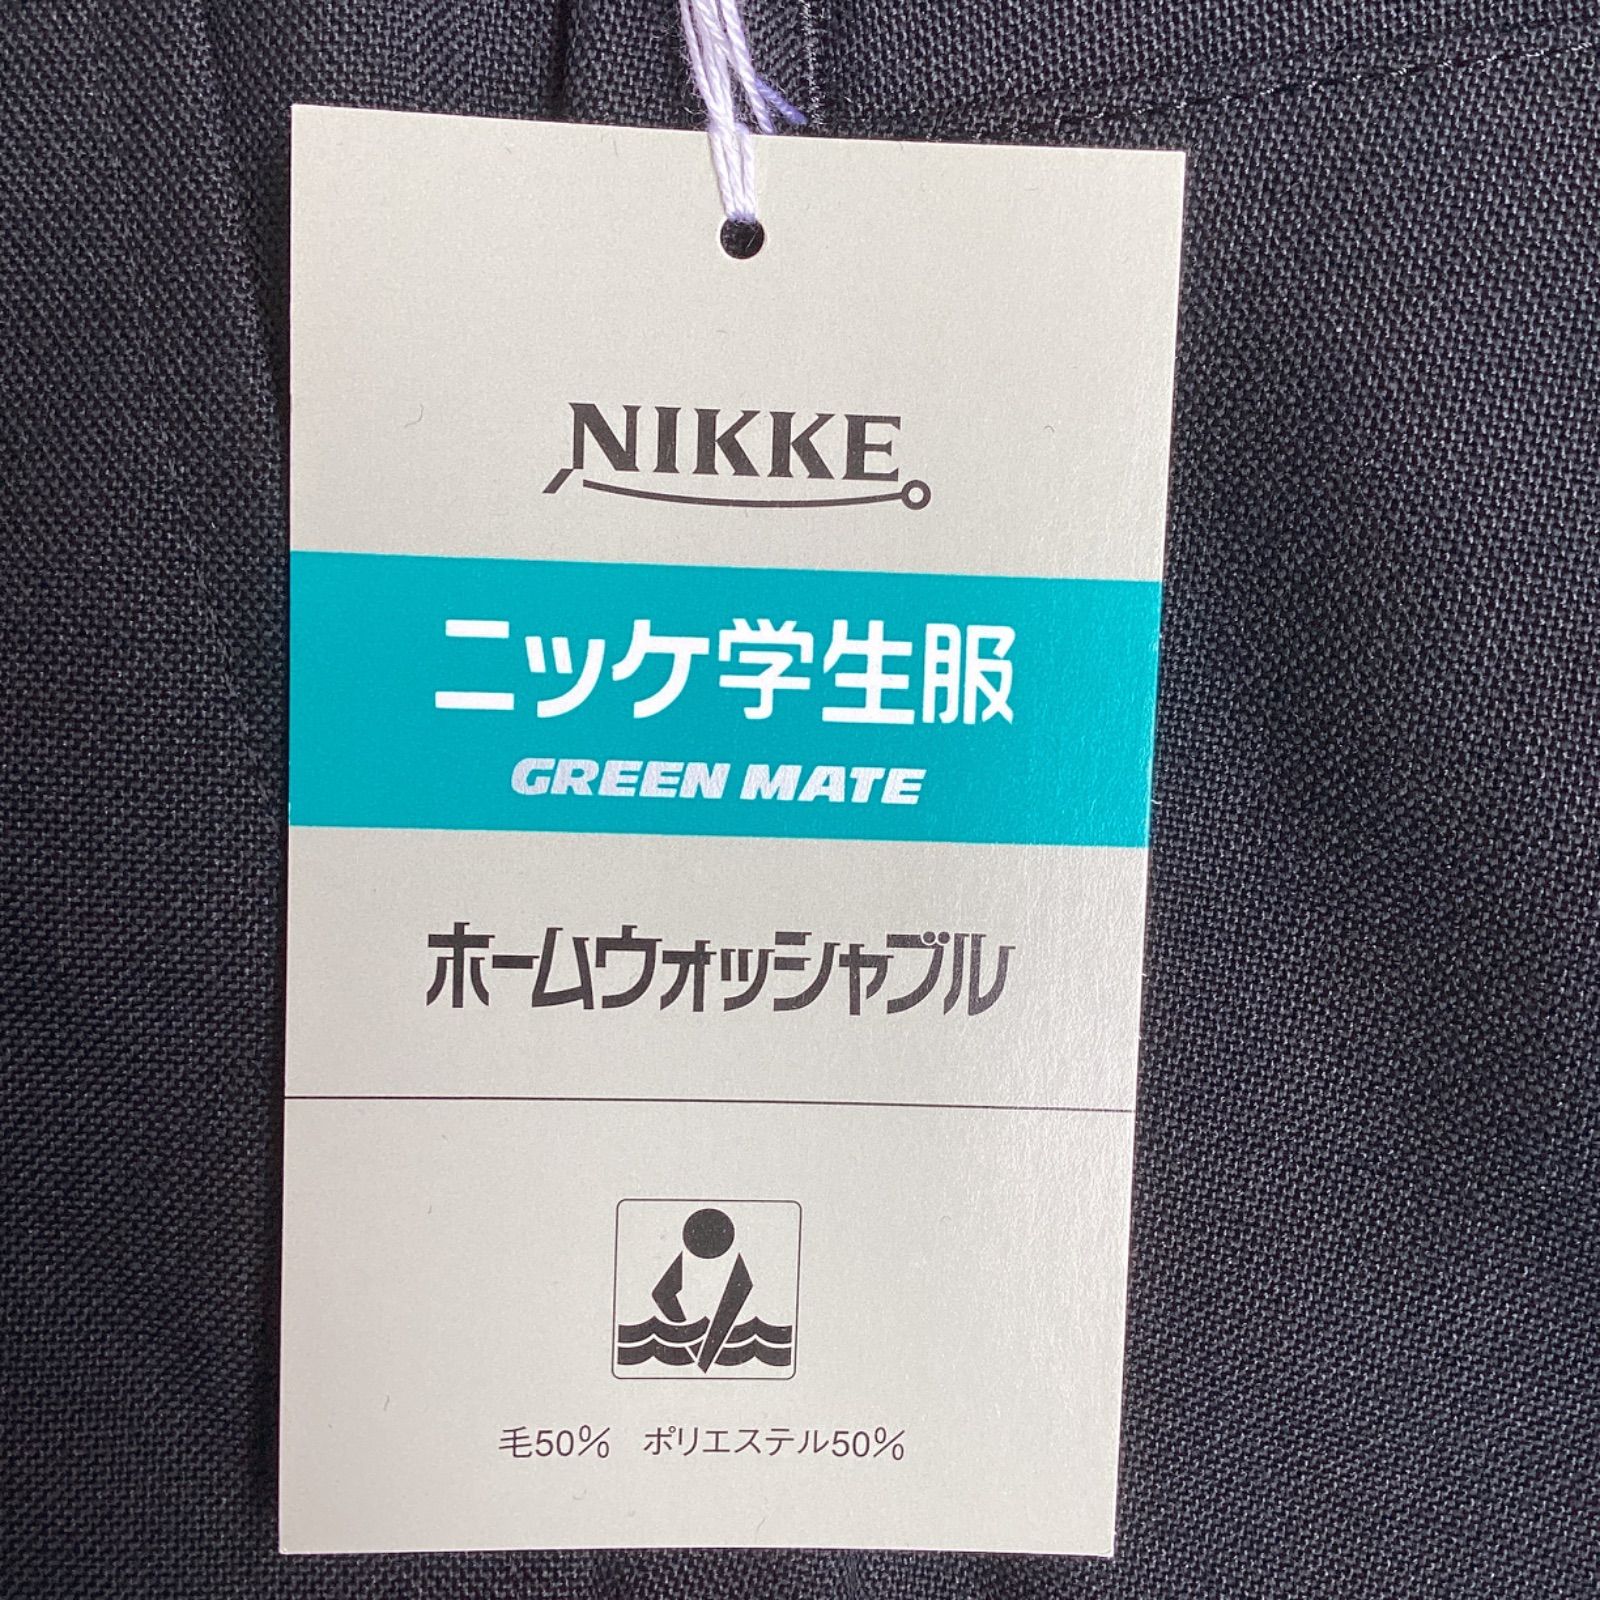 NIKKE
ニッケ学生服
GREEN MATE
ホームウォッシャブル
毛50% ポリエステル50%